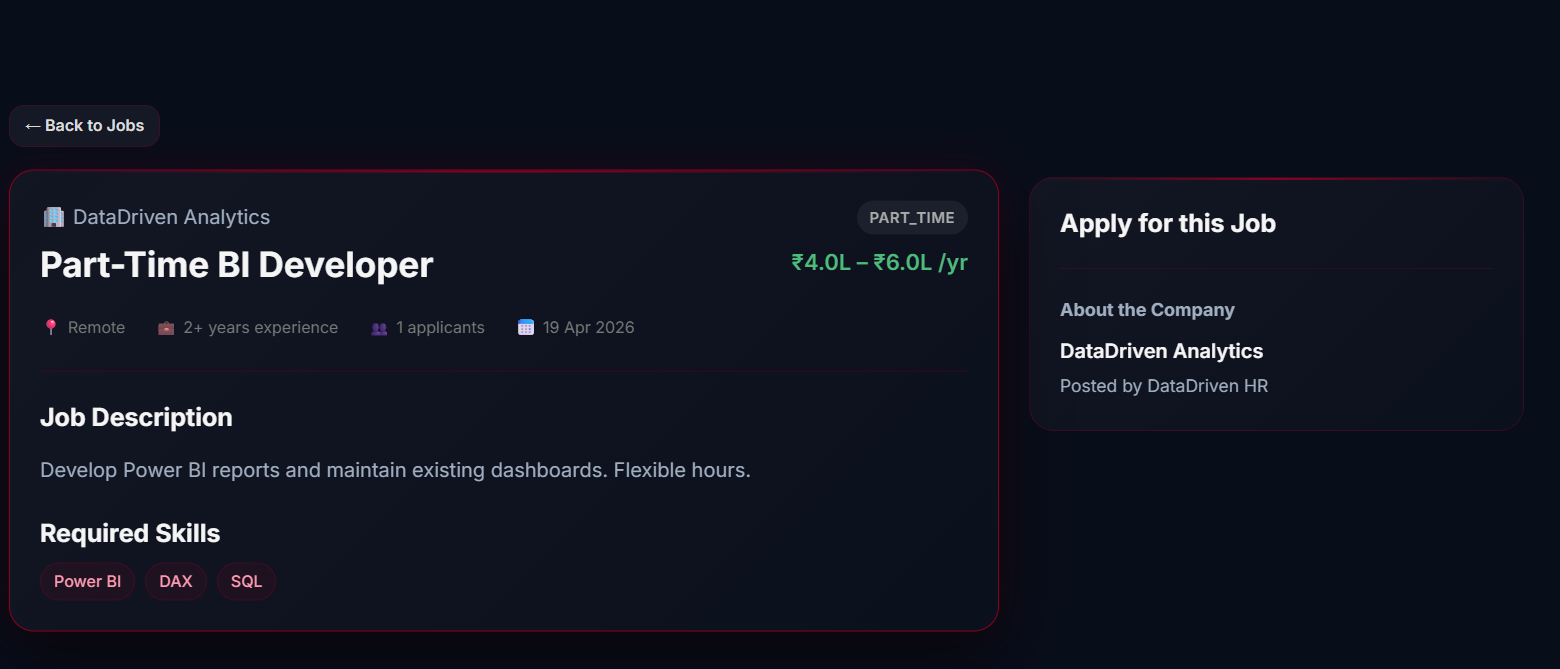 ← Back to Jobs
DataDriven Analytics
PART_TIME
Part-Time BI Developer
₹4.0L – ₹6.0L /yr
Remote
2+ years experience
1 applicants
19 Apr 2026
Job Description
Develop Power BI reports and maintain existing dashboards. Flexible hours.
Required Skills
Power BI
DAX
SQL
Apply for this Job
About the Company
DataDriven Analytics
Posted by DataDriven HR